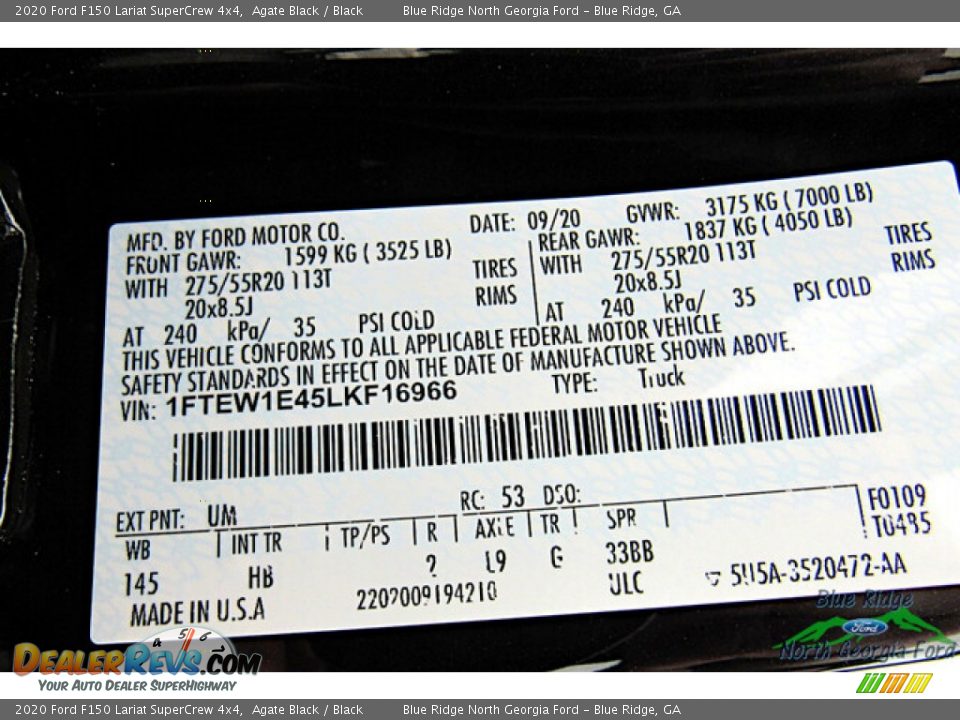 2020 Ford F150 Lariat SuperCrew 4x4, Agate Black / Black Blue Ridge North Georgia Ford - Blue Ridge, GA
MFD. BY FORD MOTOR CO. DATE: 09/20 GVWR: 3175 KG ( 7000 LB)
FRONT GAWR: 1599 KG ( 3525 LB) REAR GAWR: 1837 KG ( 4050 LB)
WITH 275/55R20 113T TIRES WITH 275/55R20 113T TIRES
20x8.5J RIMS 20x8.5J RIMS
AT 240 kPa/ 35 PSI COLD AT 240 kPa/ 35 PSI COLD
THIS VEHICLE CONFORMS TO ALL APPLICABLE FEDERAL MOTOR VEHICLE
SAFETY STANDARDS IN EFFECT ON THE DATE OF MANUFACTURE SHOWN ABOVE.
VIN: 1FTEW1E45LKF16966 TYPE: Truck
EXT PNT: UM RC: 53 DSO: F0109
WB INT TR TP/PS R AXLE TR SPR T0485
145 HB 2 L9 G 33BB
ULC 5U5A-3520472-AA
MADE IN U.S.A 2202009194210
Blue Ridge
Ford
North Georgia Ford
4 5 6
DEALERREVS.COM
YOUR AUTO DEALER SUPERHIGHWAY
2020 Ford F150 Lariat SuperCrew 4x4, Agate Black / Black Blue Ridge North Georgia Ford - Blue Ridge, GA